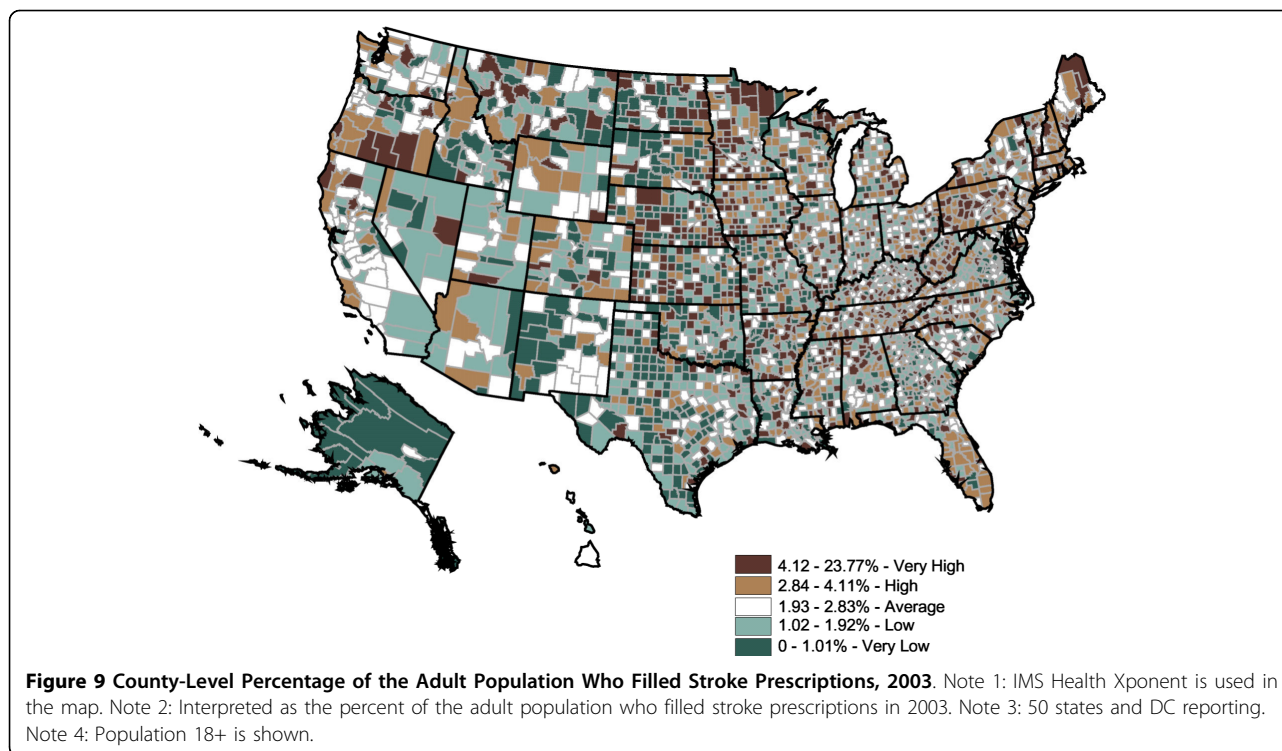 4.12 - 23.77% - Very High
2.84 - 4.11% - High
1.93 - 2.83% - Average
1.02 - 1.92% - Low
0 - 1.01% - Very Low
Figure 9 County-Level Percentage of the Adult Population Who Filled Stroke Prescriptions, 2003. Note 1: IMS Health Xponent is used in
the map. Note 2: Interpreted as the percent of the adult population who filled stroke prescriptions in 2003. Note 3: 50 states and DC reporting.
Note 4: Population 18+ is shown.